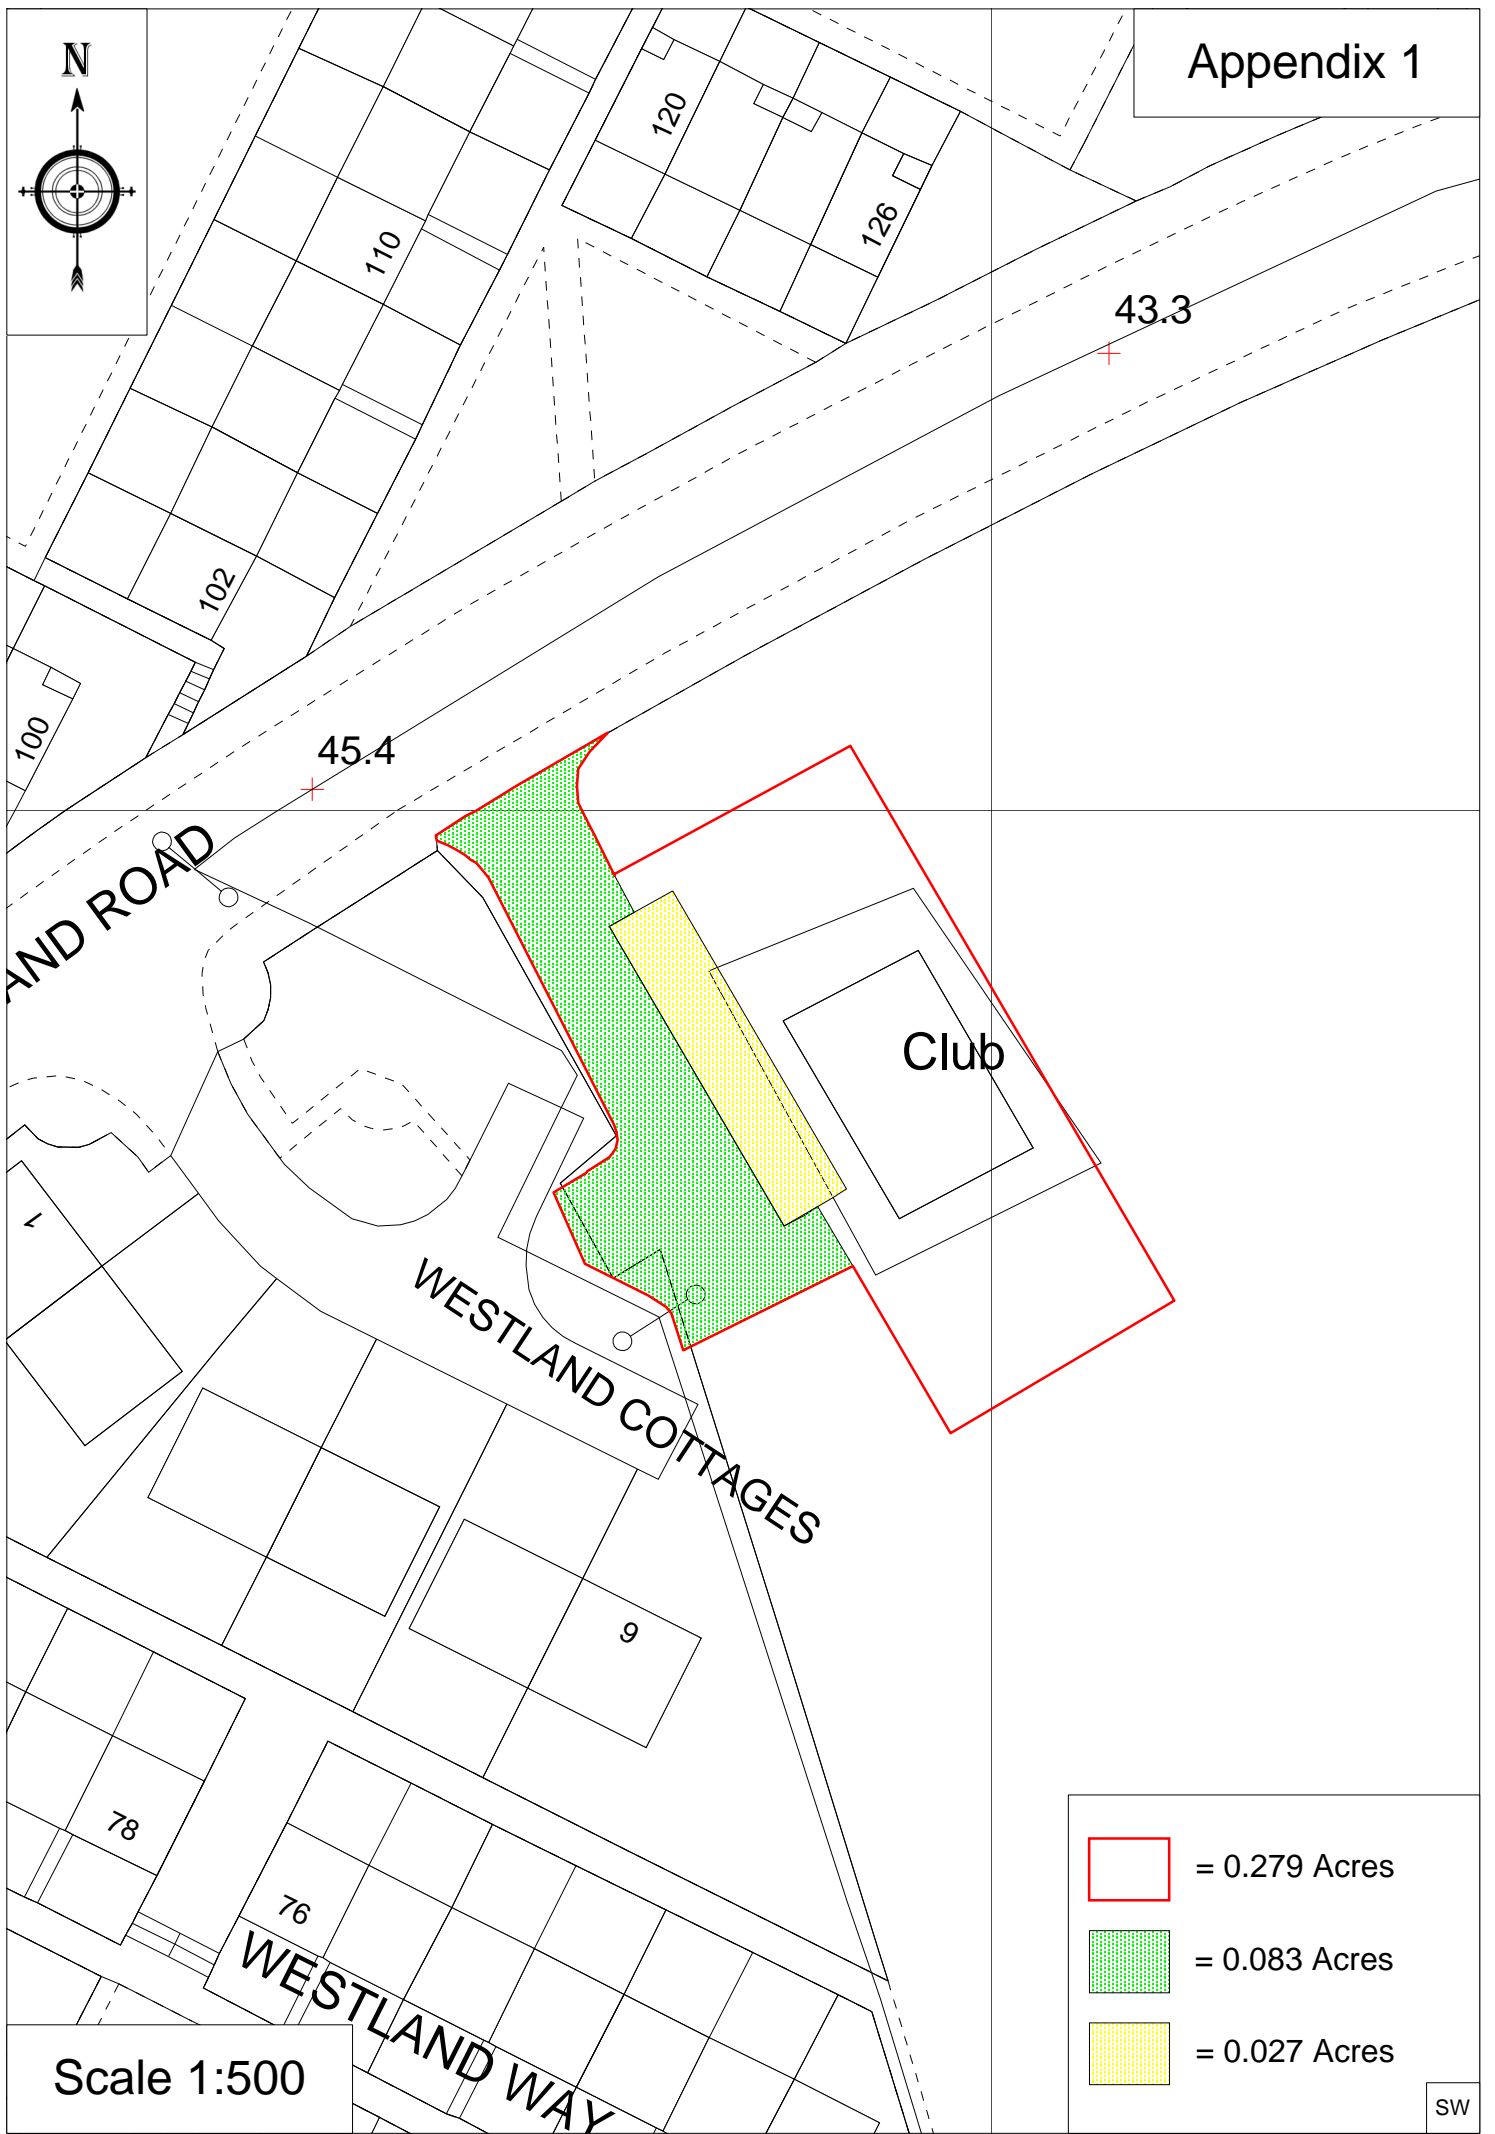 N
Appendix 1
120
126
110
43.3
102
100
45.4
AND ROAD
Club
1
WESTLAND COTTAGES
9
78
76
WESTLAND WAY
= 0.279 Acres
= 0.083 Acres
= 0.027 Acres
Scale 1:500
SW